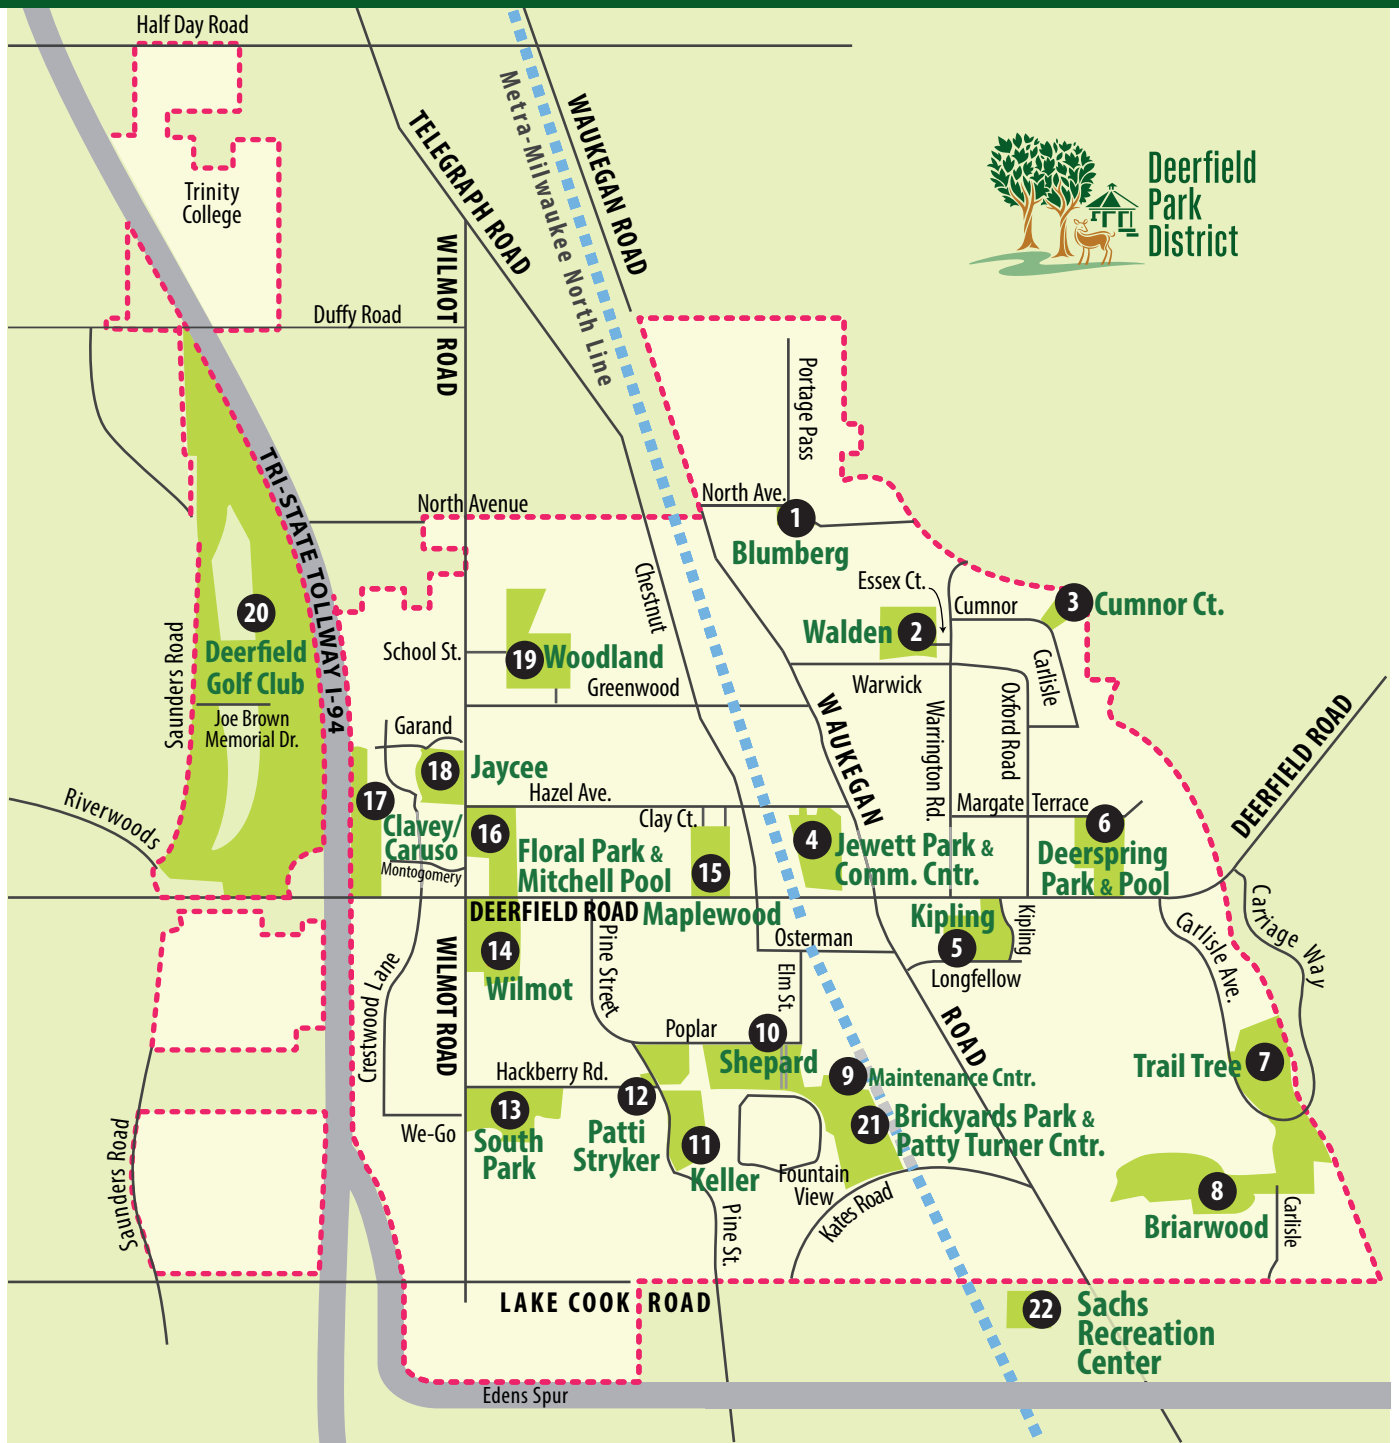 Half Day Road
Deerfield
Park
District
Trinity
College
TELEGRAPH ROAD
Metra-Milwaukee North Line
WAUKEGAN ROAD
WILMOT ROAD
Duffy Road
Portage Pass
North Avenue
North Ave.
1
Blumberg
TRI-STATE TOLLWAY I-94
Chestnut
Essex Ct.
Cumnor
3
Cumnor Ct.
Walden
2
20
Deerfield
Golf Club
Joe Brown
Memorial Dr.
Saunders Road
School St.
19
Woodland
Greenwood
Warwick
Carlisle
Oxford Road
Warrington Rd.
WAUKEGAN
Garand
18
Jaycee
Hazel Ave.
17
Clavey/
Caruso
Montogomery
Riverwoods
16
Floral Park &
Mitchell Pool
Clay Ct.
15
Maplewood
4
Jewett Park &
Comm. Cntr.
Margate Terrace
6
Deerspring
Park & Pool
DEERFIELD ROAD
DEERFIELD ROAD
Kipling
5
Kipling
Longfellow
Carlisle Ave.
Carriage Way
14
Wilmot
Pine Street
Osterman
Elm St.
Crestwood Lane
WILMOT ROAD
Poplar
10
Shepard
ROAD
Hackberry Rd.
9
Maintenance Cntr.
Trail Tree
7
13
South
Park
12
Patti
Stryker
11
Keller
21
Brickyards Park &
Patty Turner Cntr.
We-Go
Saunders Road
Fountain
View
Kates Road
Pine St.
8
Briarwood
Carlisle
LAKE COOK ROAD
22
Sachs
Recreation
Center
Edens Spur